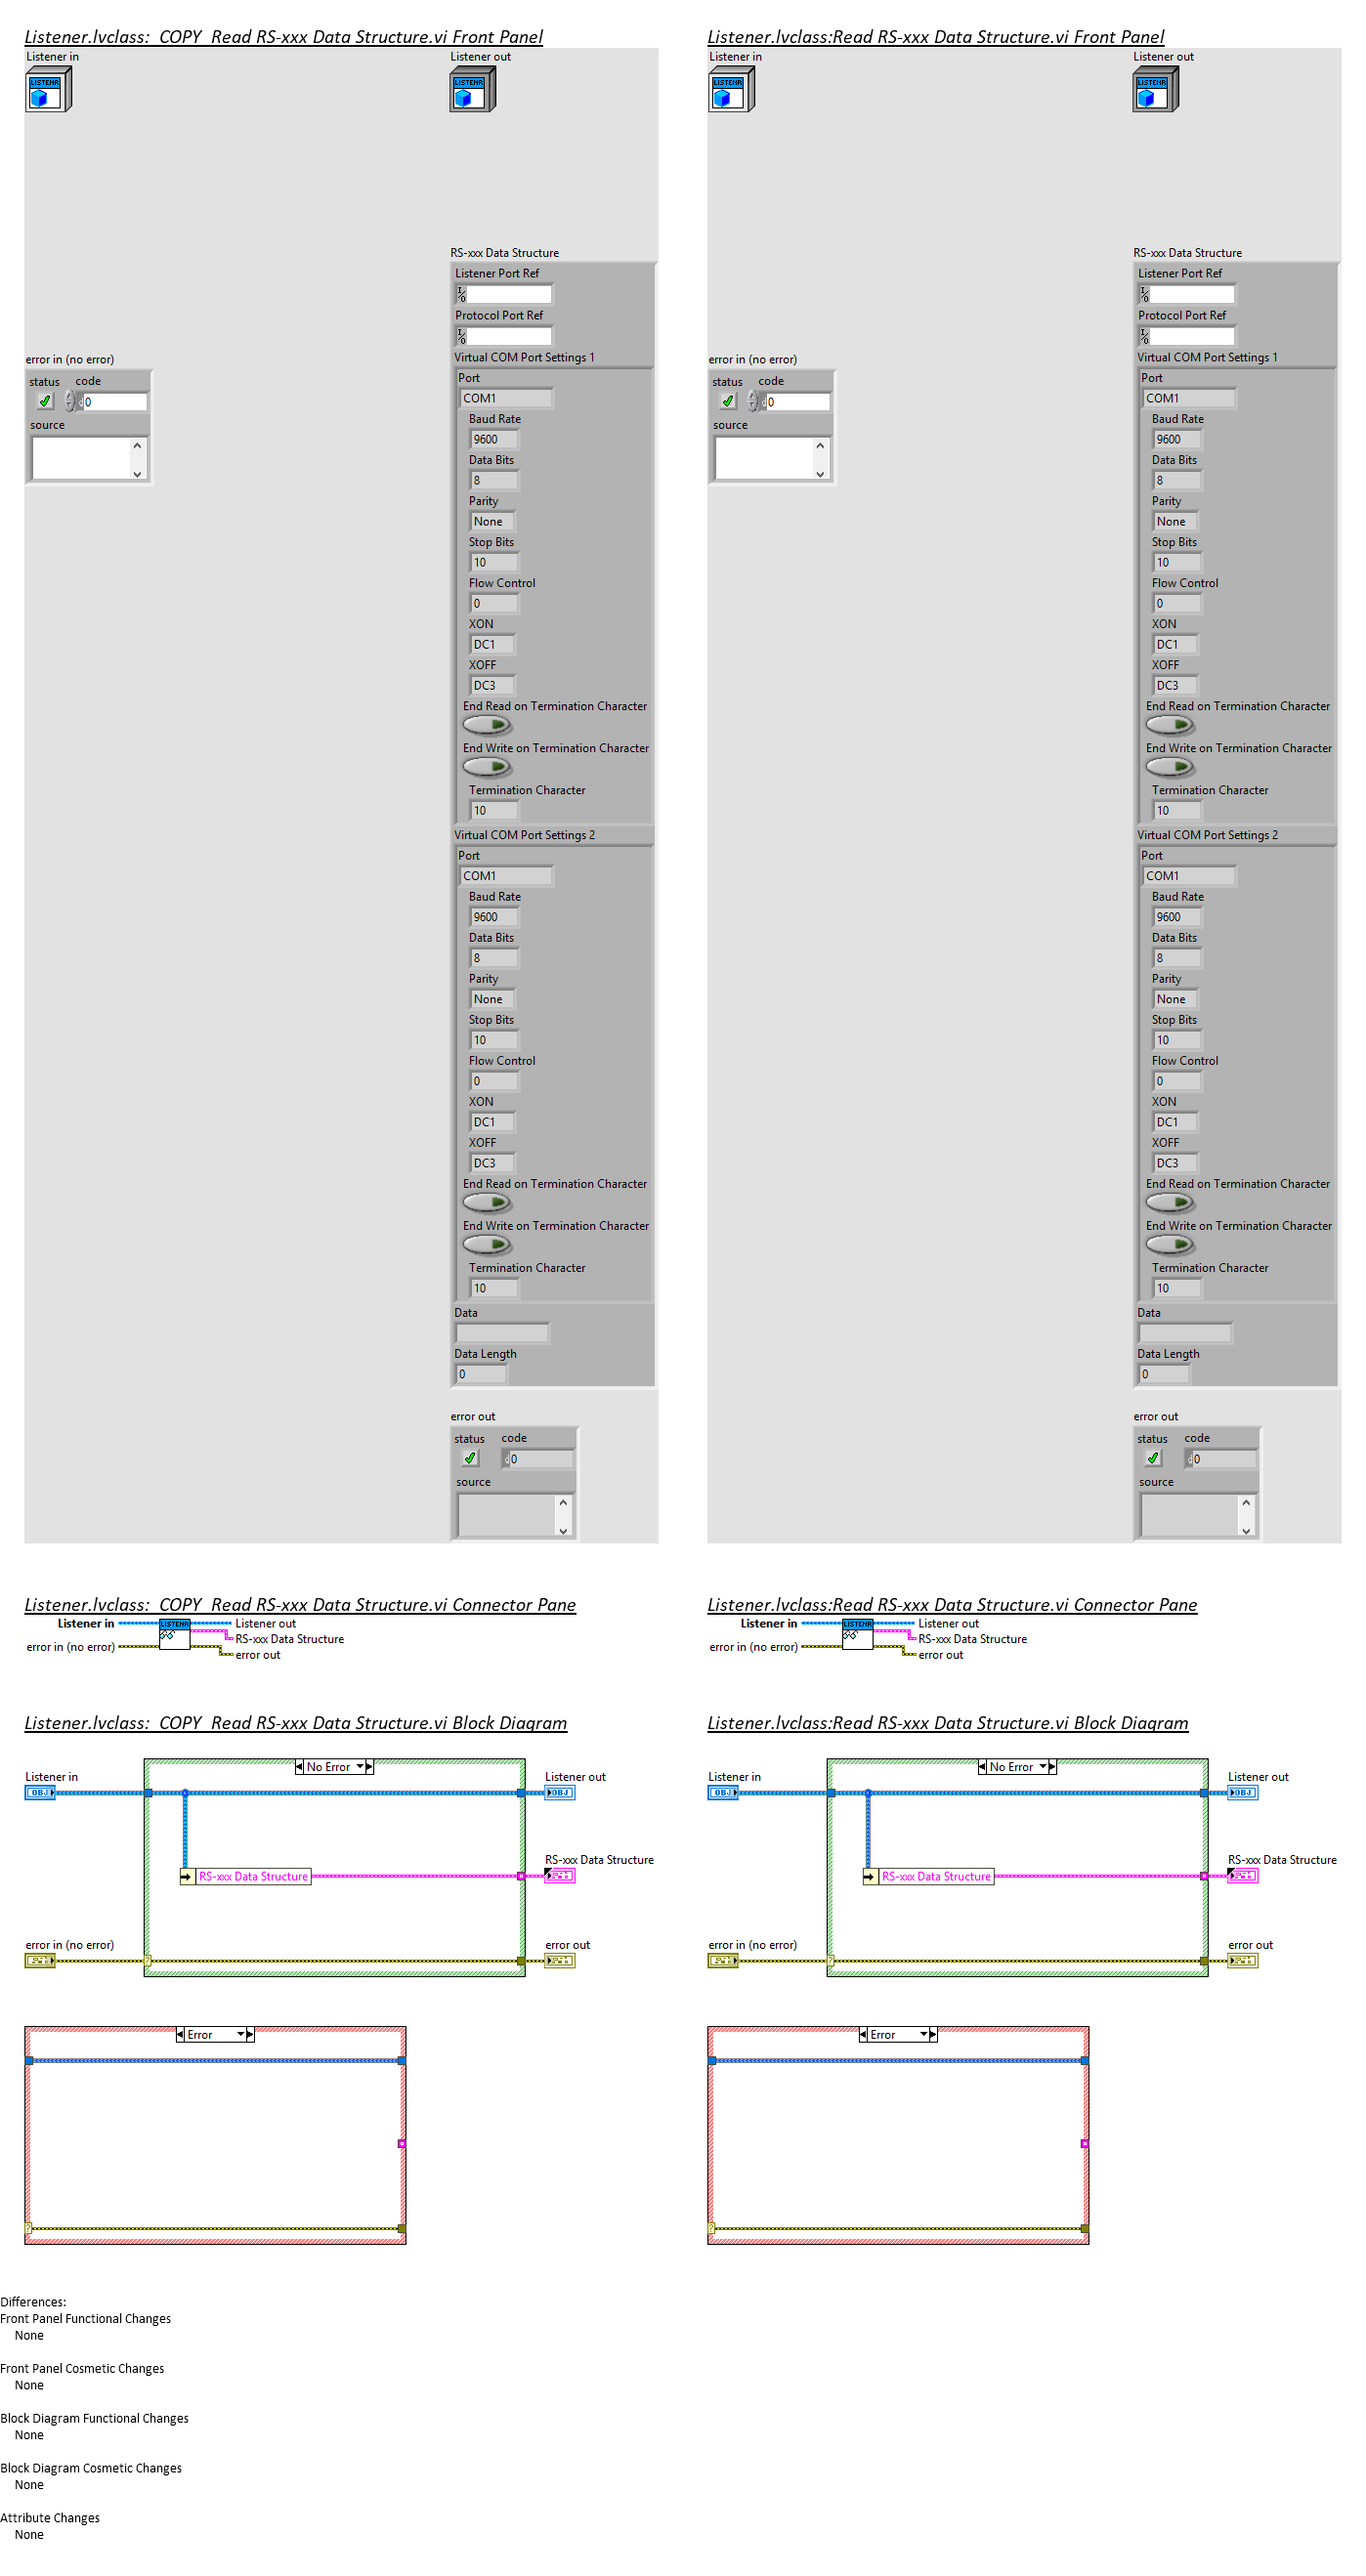 Listener.lvclass:_COPY_Read RS-xxx Data Structure.vi Front Panel
Listener in
LISTENR
Listener out
LISTENR
RS-xxx Data Structure
Listener Port Ref
Protocol Port Ref
Virtual COM Port Settings 1
Port
COM1
Baud Rate
9600
Data Bits
8
Parity
None
Stop Bits
10
Flow Control
0
XON
DC1
XOFF
DC3
End Read on Termination Character
End Write on Termination Character
Termination Character
10
Virtual COM Port Settings 2
Port
COM1
Baud Rate
9600
Data Bits
8
Parity
None
Stop Bits
10
Flow Control
0
XON
DC1
XOFF
DC3
End Read on Termination Character
End Write on Termination Character
Termination Character
10
Data
Data Length
0
error in (no error)
status code
0
source
error out
status code
0
source
Listener.lvclass:Read RS-xxx Data Structure.vi Front Panel
Listener in
LISTENR
Listener out
LISTENR
RS-xxx Data Structure
Listener Port Ref
Protocol Port Ref
Virtual COM Port Settings 1
Port
COM1
Baud Rate
9600
Data Bits
8
Parity
None
Stop Bits
10
Flow Control
0
XON
DC1
XOFF
DC3
End Read on Termination Character
End Write on Termination Character
Termination Character
10
Virtual COM Port Settings 2
Port
COM1
Baud Rate
9600
Data Bits
8
Parity
None
Stop Bits
10
Flow Control
0
XON
DC1
XOFF
DC3
End Read on Termination Character
End Write on Termination Character
Termination Character
10
Data
Data Length
0
error in (no error)
status code
0
source
error out
status code
0
source
Listener.lvclass:_COPY_Read RS-xxx Data Structure.vi Connector Pane
Listener in
LISTENR
Listener out
RS-xxx Data Structure
error in (no error)
error out
Listener.lvclass:Read RS-xxx Data Structure.vi Connector Pane
Listener in
LISTENR
Listener out
RS-xxx Data Structure
error in (no error)
error out
Listener.lvclass:_COPY_Read RS-xxx Data Structure.vi Block Diagram
No Error
Listener in
OBJ
Listener out
OBJ
RS-xxx Data Structure
RS-xxx Data Structure
error in (no error)
?
error out
Error
?
Listener.lvclass:Read RS-xxx Data Structure.vi Block Diagram
No Error
Listener in
OBJ
Listener out
OBJ
RS-xxx Data Structure
RS-xxx Data Structure
error in (no error)
?
error out
Error
?
Differences:
Front Panel Functional Changes
None
Front Panel Cosmetic Changes
None
Block Diagram Functional Changes
None
Block Diagram Cosmetic Changes
None
Attribute Changes
None